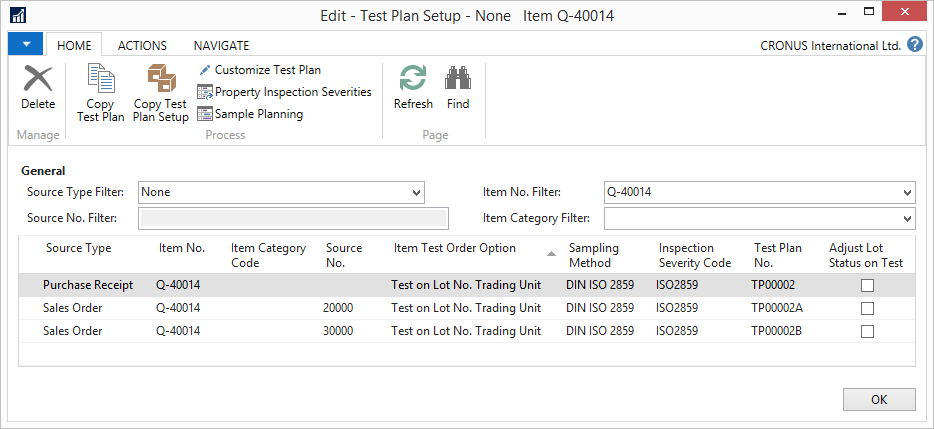 Edit - Test Plan Setup - None   Item Q-40014
HOME ACTIONS NAVIGATE CRONUS International Ltd. ?
Delete
Copy Test Plan
Copy Test Plan Setup
Customize Test Plan
Property Inspection Severities
Sample Planning
Refresh
Find
Manage Process Page
General
Source Type Filter: None Item No. Filter: Q-40014
Source No. Filter: Item Category Filter:
Source Type Item No. Item Category Code Source No. Item Test Order Option Sampling Method Inspection Severity Code Test Plan No. Adjust Lot Status on Test
Purchase Receipt Q-40014 Test on Lot No. Trading Unit DIN ISO 2859 ISO2859 TP00002
Sales Order Q-40014 20000 Test on Lot No. Trading Unit DIN ISO 2859 ISO2859 TP00002A
Sales Order Q-40014 30000 Test on Lot No. Trading Unit DIN ISO 2859 ISO2859 TP00002B
OK